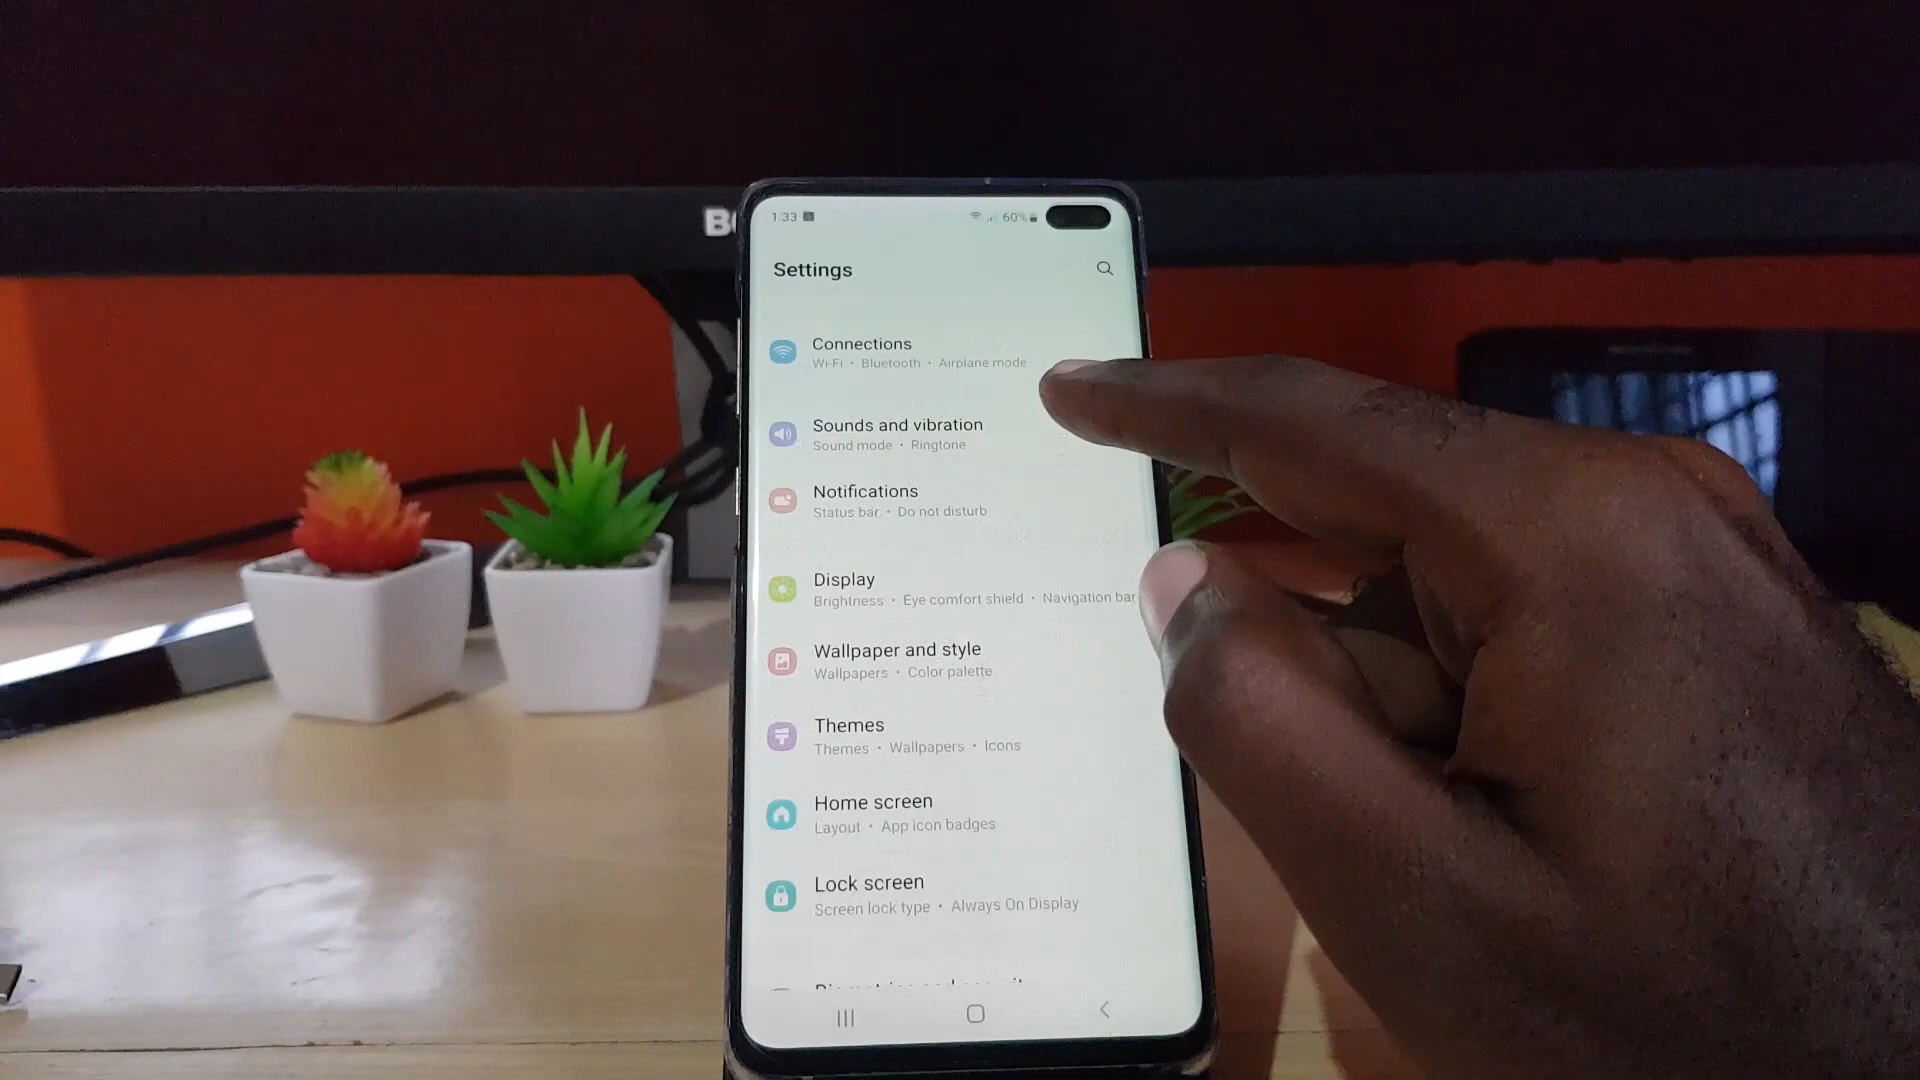 1:33 60%
Settings
Connections
Wi-Fi • Bluetooth • Airplane mode
Sounds and vibration
Sound mode • Ringtone
Notifications
Status bar • Do not disturb
Display
Brightness • Eye comfort shield • Navigation bar
Wallpaper and style
Wallpapers • Color palette
Themes
Themes • Wallpapers • Icons
Home screen
Layout • App icon badges
Lock screen
Screen lock type • Always On Display